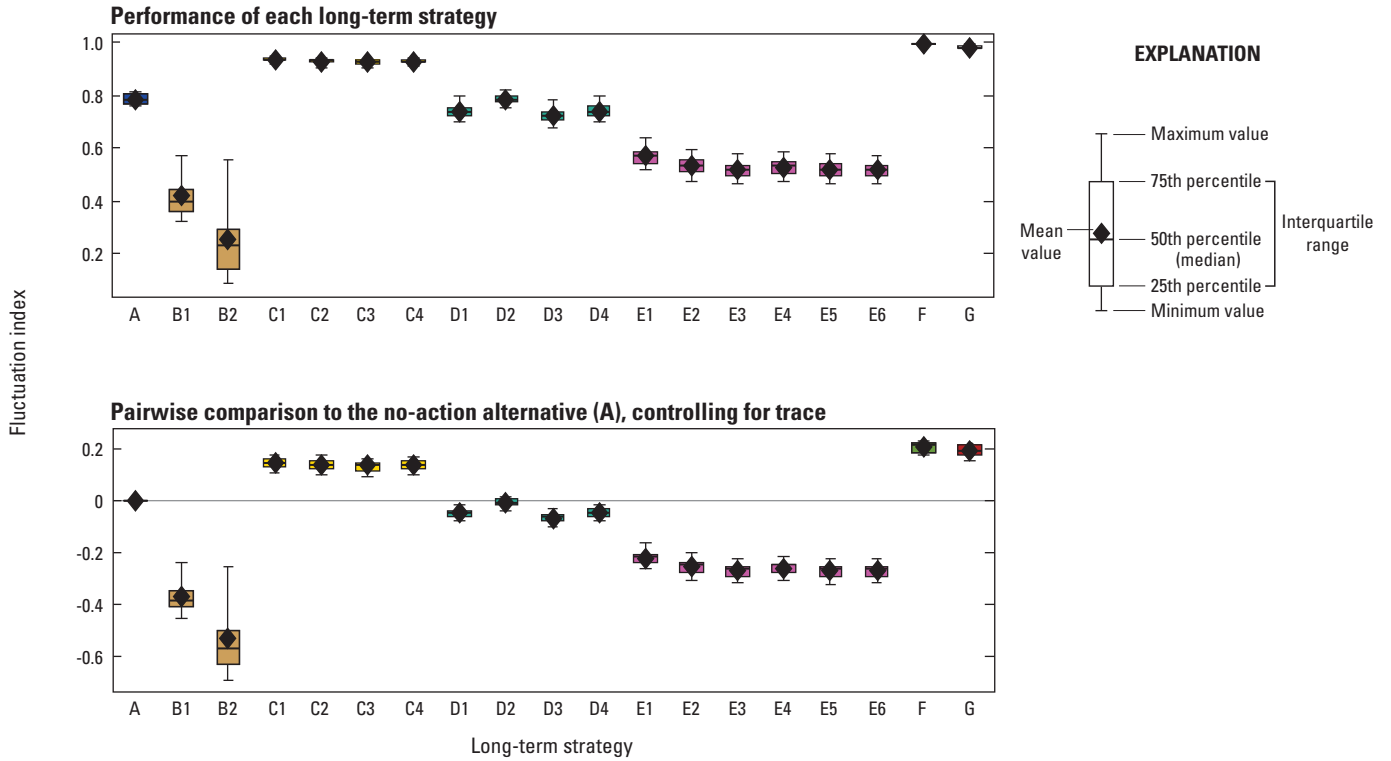 Performance of each long-term strategy
1.0
0.8
0.6
0.4
0.2
A B1 B2 C1 C2 C3 C4 D1 D2 D3 D4 E1 E2 E3 E4 E5 E6 F G
EXPLANATION
Maximum value
75th percentile
Mean
value
50th percentile
(median)
Interquartile
range
25th percentile
Minimum value
Fluctuation index
Pairwise comparison to the no-action alternative (A), controlling for trace
0.2
0
-0.2
-0.4
-0.6
A B1 B2 C1 C2 C3 C4 D1 D2 D3 D4 E1 E2 E3 E4 E5 E6 F G
Long-term strategy